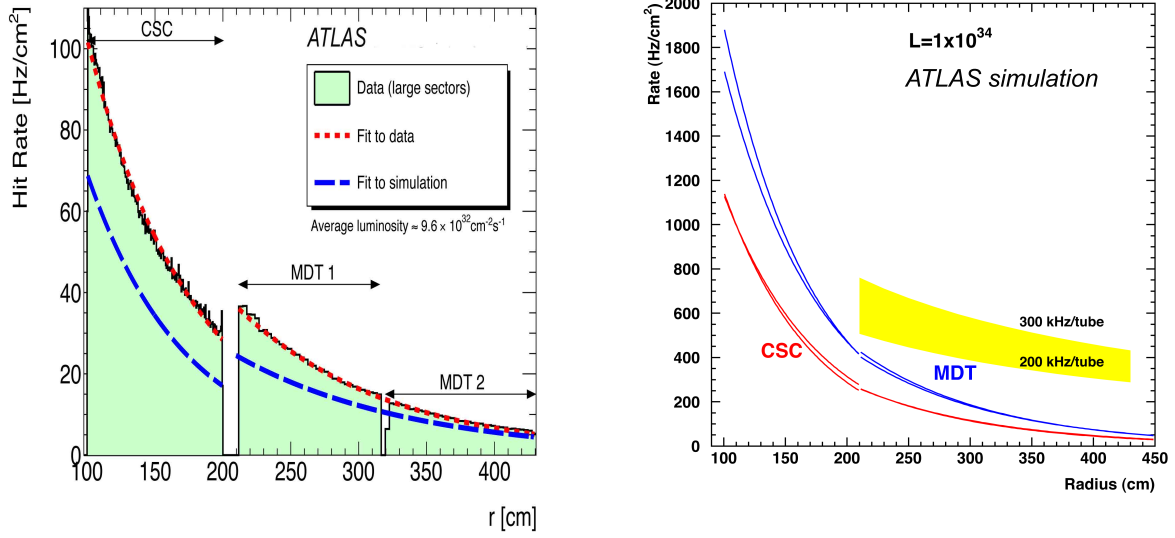 Hit Rate [Hz/cm²]
100
80
60
40
20
0
CSC
ATLAS
Data (large sectors)
Fit to data
Fit to simulation
Average luminosity ≈ 9.6 × 10³²cm⁻²s⁻¹
MDT 1
MDT 2
100 150 200 250 300 350 400
r [cm]
Rate (Hz/cm²)
2000
1800
1600
1400
1200
1000
800
600
400
200
0
L=1x10³⁴
ATLAS simulation
300 kHz/tube
200 kHz/tube
CSC
MDT
100 150 200 250 300 350 400 450
Radius (cm)